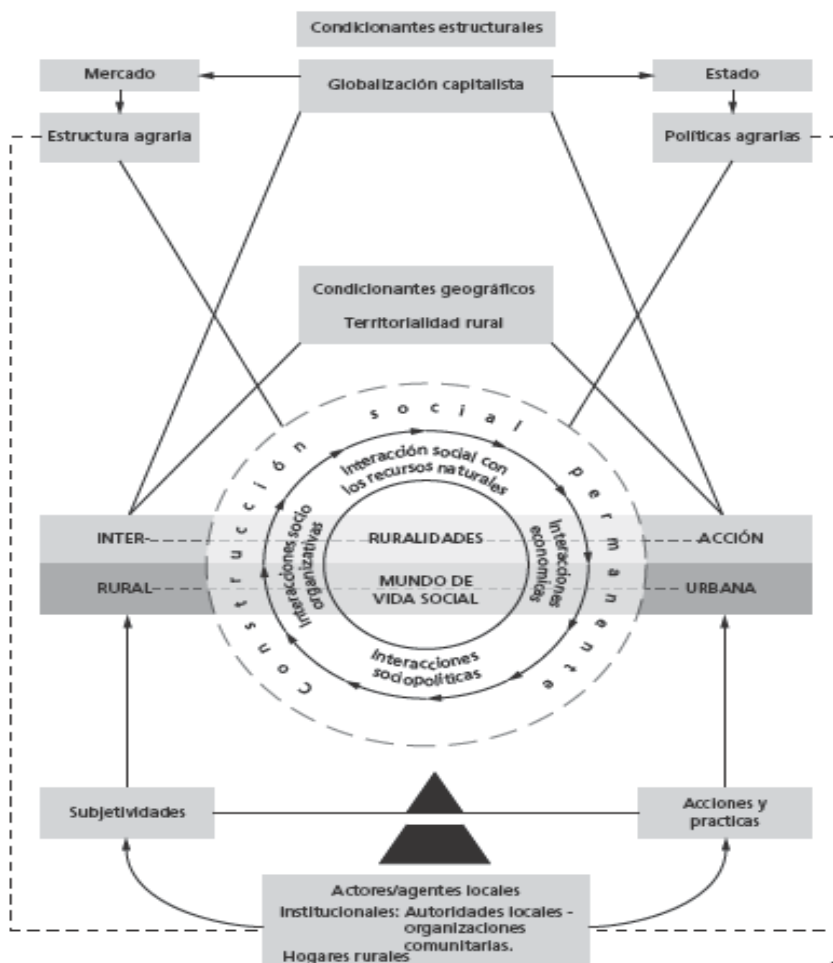 Condicionantes estructurales
Mercado
Globalización capitalista
Estado
Estructura agraria
Políticas agrarias
Condicionantes geográficos
Territorialidad rural
Construcción social permanente
Interacción social con
los recursos naturales
Interacciones socio
organizativas
Interacciones
económicas
INTER-
RURALIDADES
ACCIÓN
RURAL
MUNDO DE
VIDA SOCIAL
URBANA
Interacciones
sociopolíticas
Subjetividades
Acciones y
practicas
Actores/agentes locales
Institucionales: Autoridades locales -
organizaciones
comunitarias.
Hogares rurales